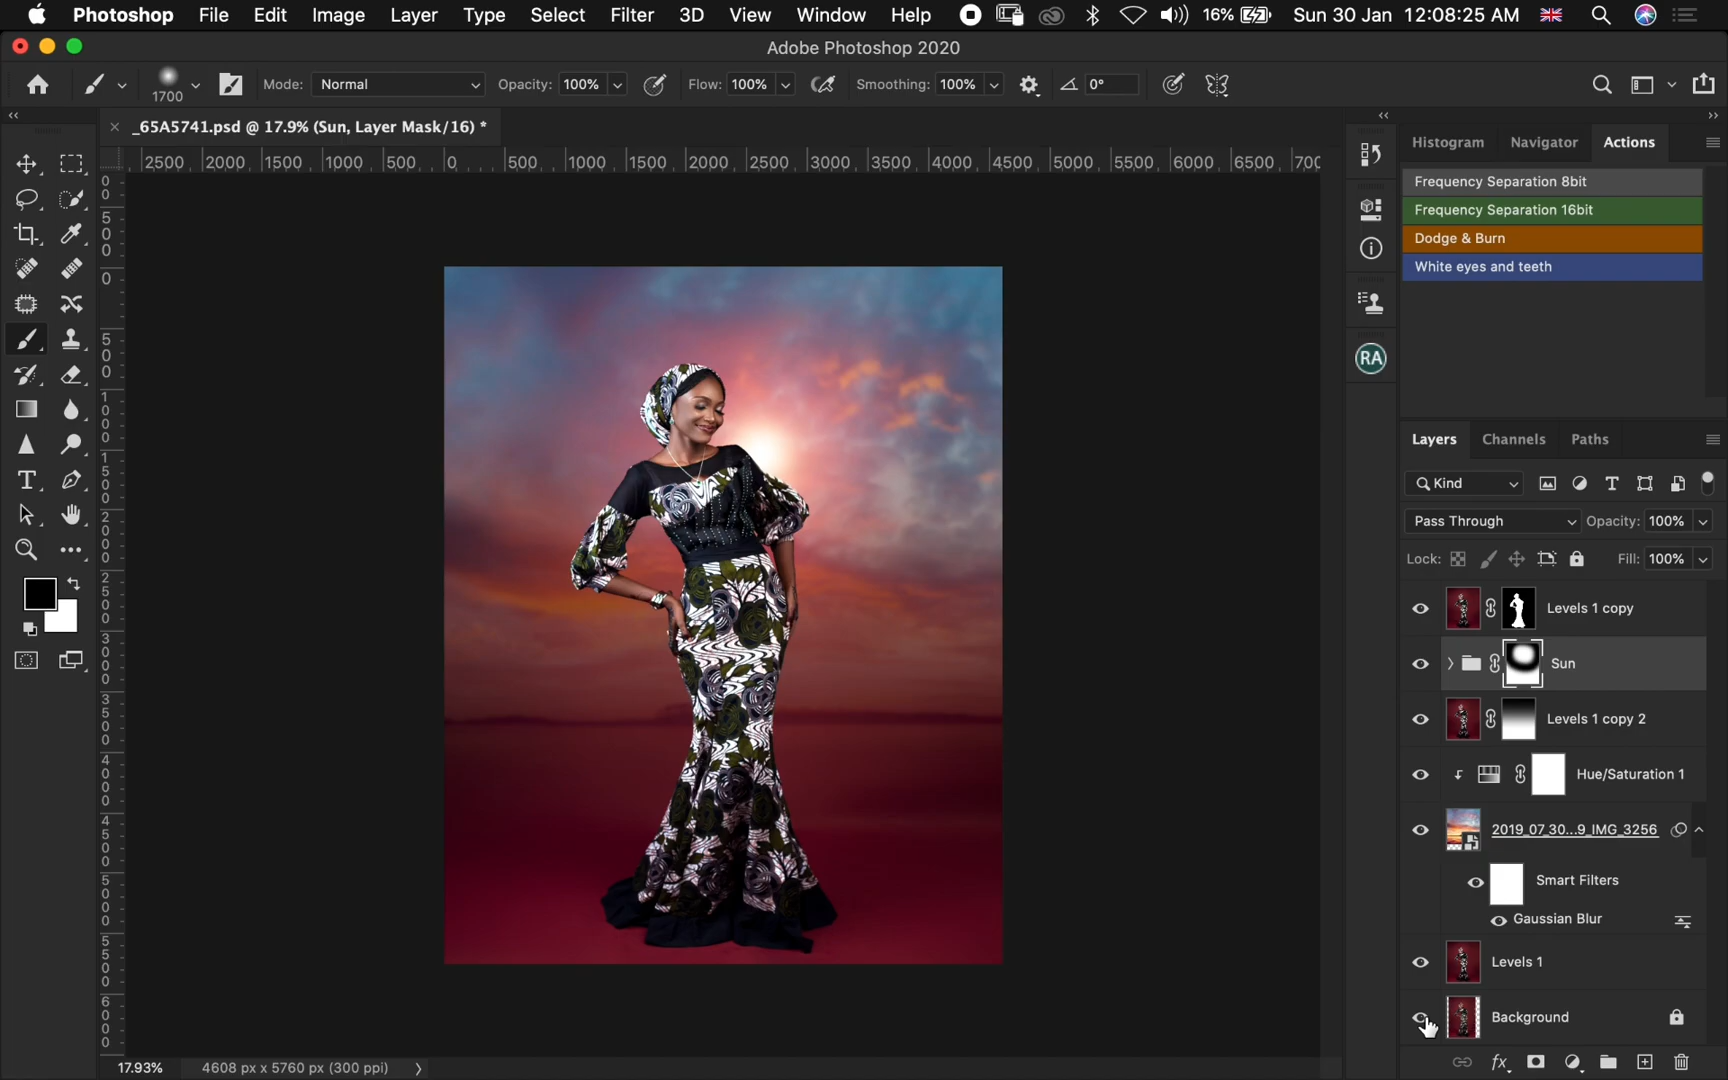 Photoshop File Edit Image Layer Type Select Filter 3D View Window Help 16% Sun 30 Jan 12:08:25 AM
Adobe Photoshop 2020
1700 Mode: Normal Opacity: 100% Flow: 100% Smoothing: 100% 0°
_65A5741.psd @ 17.9% (Sun, Layer Mask/16) *
2500 2000 1500 1000 500 0 500 1000 1500 2000 2500 3000 3500 4000 4500 5000 5500 6000 6500
Histogram Navigator Actions
Frequency Separation 8bit
Frequency Separation 16bit
Dodge & Burn
White eyes and teeth
RA
Layers Channels Paths
Kind
Pass Through Opacity: 100%
Lock: Fill: 100%
Levels 1 copy
Sun
Levels 1 copy 2
Hue/Saturation 1
2019_07_30...9_IMG_3256
Smart Filters
Gaussian Blur
Levels 1
Background
17.93% 4608 px x 5760 px (300 ppi)